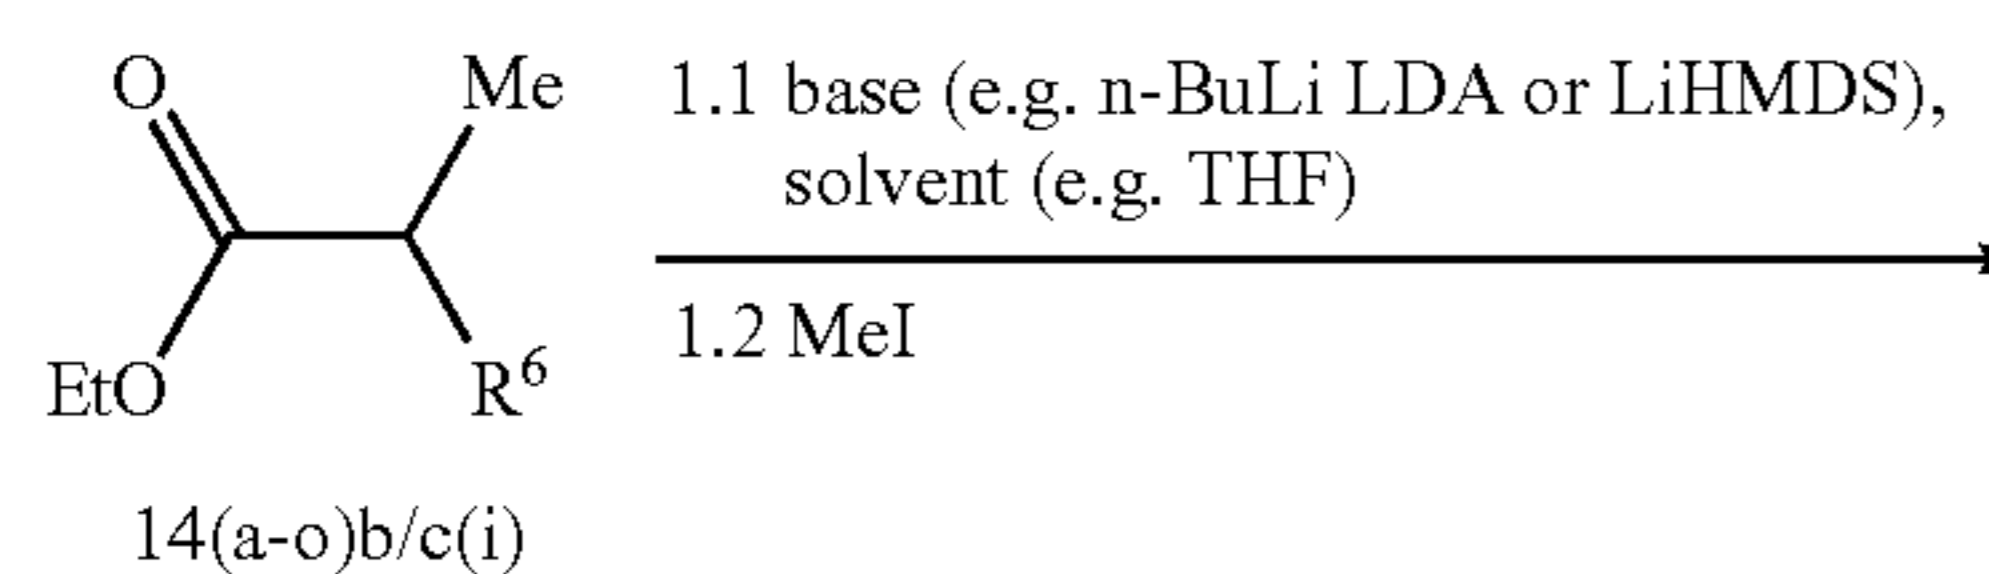 O
Me
EtO
R⁶
14(a-o)b/c(i)
1.1 base (e.g. n-BuLi LDA or LiHMDS),
solvent (e.g. THF)
1.2 MeI